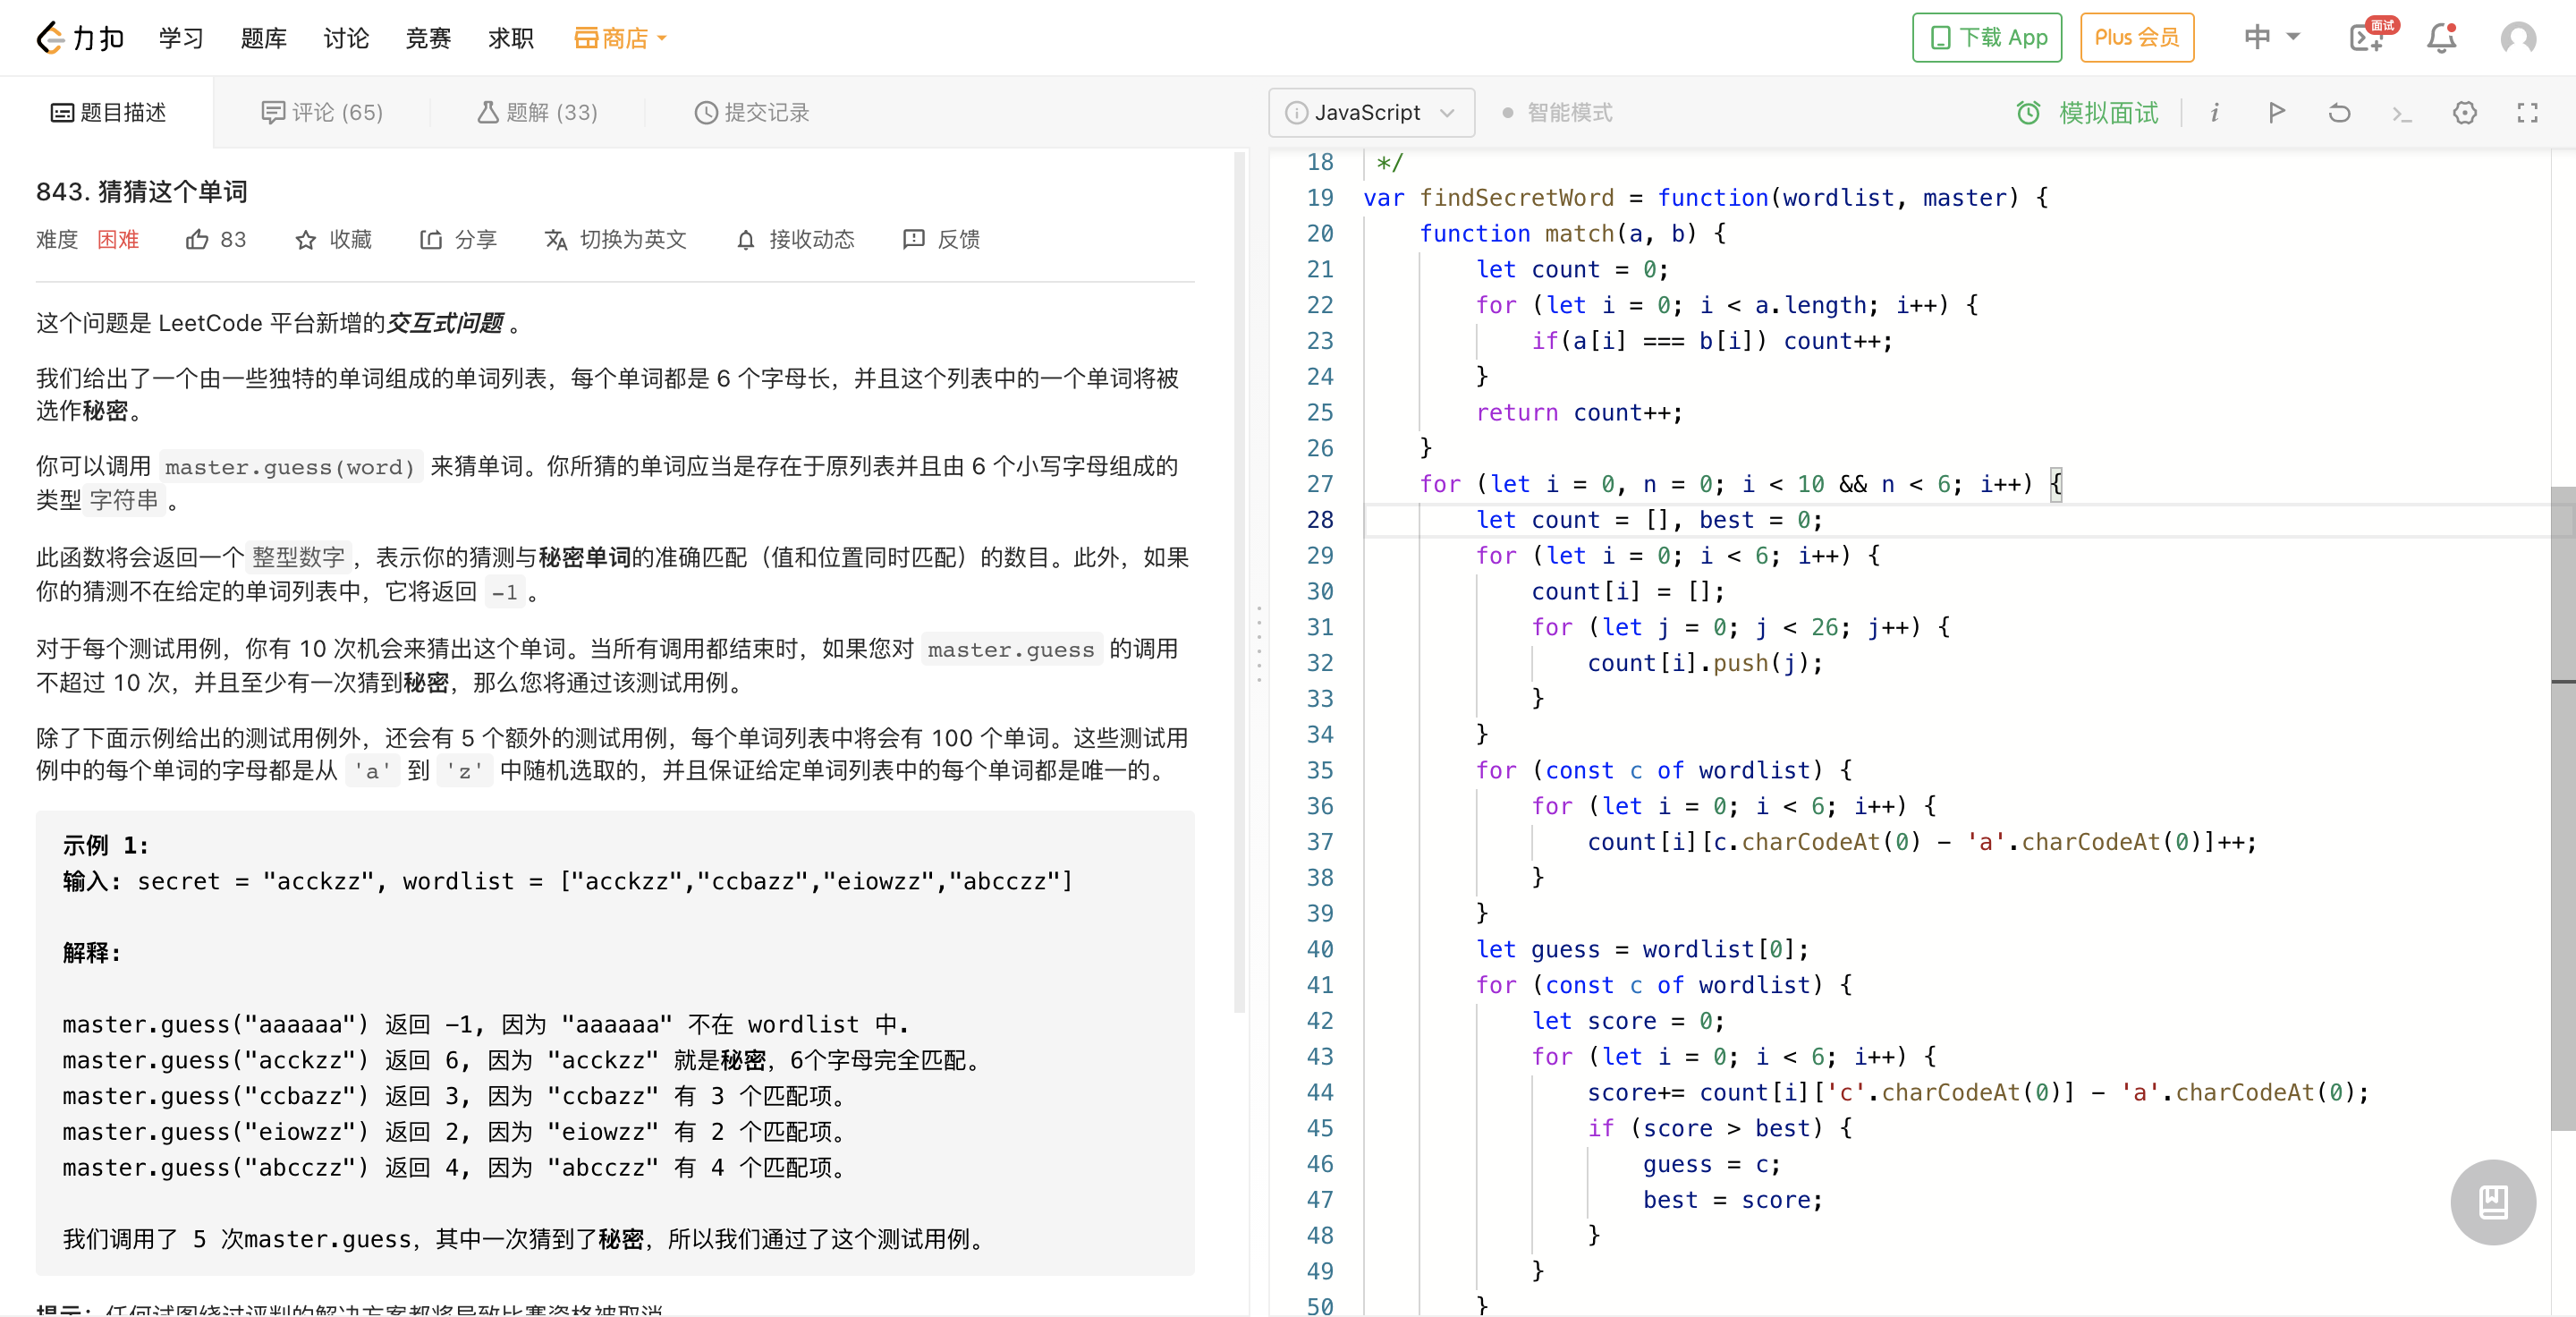 力扣 学习 题库 讨论 竞赛 求职 商店 下载 App Plus 会员 中 面试
题目描述 评论 (65) 题解 (33) 提交记录
843. 猜猜这个单词
难度 困难 83 收藏 分享 切换为英文 接收动态 反馈
这个问题是 LeetCode 平台新增的交互式问题 。
我们给出了一个由一些独特的单词组成的单词列表，每个单词都是 6 个字母长，并且这个列表中的一个单词将被
选作秘密。
你可以调用 master.guess(word) 来猜单词。你所猜的单词应当是存在于原列表并且由 6 个小写字母组成的
类型 字符串 。
此函数将会返回一个 整型数字 ，表示你的猜测与秘密单词的准确匹配（值和位置同时匹配）的数目。此外，如果
你的猜测不在给定的单词列表中，它将返回 -1 。
对于每个测试用例，你有 10 次机会来猜出这个单词。当所有调用都结束时，如果您对 master.guess 的调用
不超过 10 次，并且至少有一次猜到秘密，那么您将通过该测试用例。
除了下面示例给出的测试用例外，还会有 5 个额外的测试用例，每个单词列表中将会有 100 个单词。这些测试用
例中的每个单词的字母都是从 'a' 到 'z' 中随机选取的，并且保证给定单词列表中的每个单词都是唯一的。
示例 1:
输入: secret = "acckzz", wordlist = ["acckzz","ccbazz","eiowzz","abcczz"]
解释:
master.guess("aaaaaa") 返回 -1, 因为 "aaaaaa" 不在 wordlist 中.
master.guess("acckzz") 返回 6, 因为 "acckzz" 就是秘密，6个字母完全匹配。
master.guess("ccbazz") 返回 3, 因为 "ccbazz" 有 3 个匹配项。
master.guess("eiowzz") 返回 2, 因为 "eiowzz" 有 2 个匹配项。
master.guess("abcczz") 返回 4, 因为 "abcczz" 有 4 个匹配项。
我们调用了 5 次master.guess，其中一次猜到了秘密，所以我们通过了这个测试用例。
提示：任何试图绕过评判的解决方案都将导致比赛资格被取消
JavaScript 智能模式 模拟面试
18 */
19 var findSecretWord = function(wordlist, master) {
20 function match(a, b) {
21 let count = 0;
22 for (let i = 0; i < a.length; i++) {
23 if(a[i] === b[i]) count++;
24 }
25 return count++;
26 }
27 for (let i = 0, n = 0; i < 10 && n < 6; i++) {
28 let count = [], best = 0;
29 for (let i = 0; i < 6; i++) {
30 count[i] = [];
31 for (let j = 0; j < 26; j++) {
32 count[i].push(j);
33 }
34 }
35 for (const c of wordlist) {
36 for (let i = 0; i < 6; i++) {
37 count[i][c.charCodeAt(0) - 'a'.charCodeAt(0)]++;
38 }
39 }
40 let guess = wordlist[0];
41 for (const c of wordlist) {
42 let score = 0;
43 for (let i = 0; i < 6; i++) {
44 score+= count[i]['c'.charCodeAt(0)] - 'a'.charCodeAt(0);
45 if (score > best) {
46 guess = c;
47 best = score;
48 }
49 }
50 }